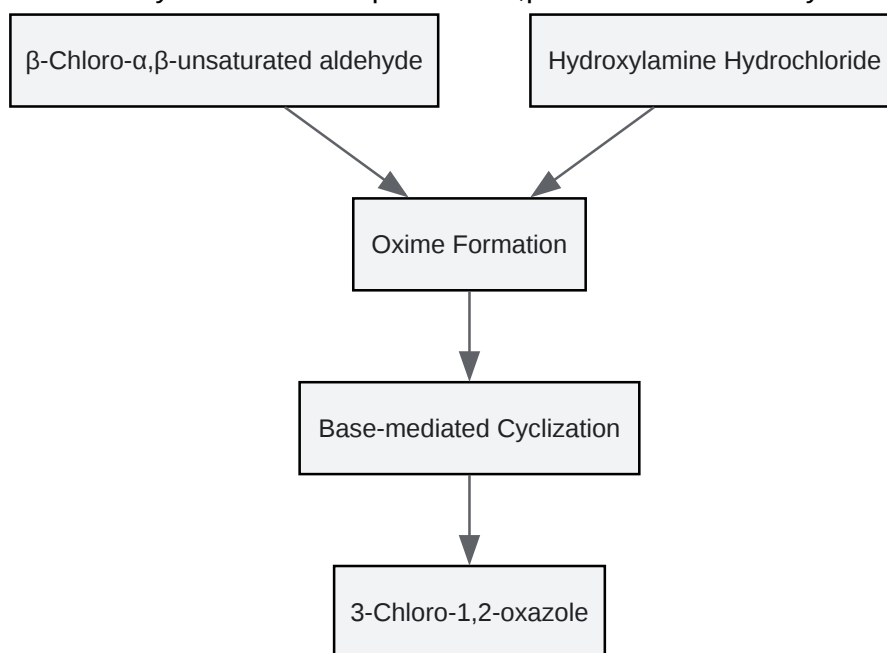 β-Chloro-α,β-unsaturated aldehyde
Hydroxylamine Hydrochloride
Oxime Formation
Base-mediated Cyclization
3-Chloro-1,2-oxazole